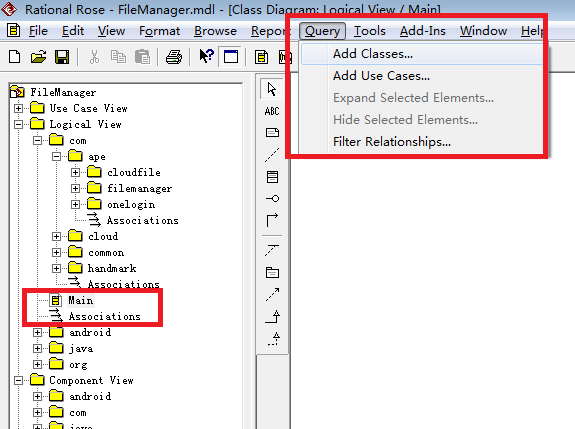 Rational Rose - FileManager.mdl - [Class Diagram: Logical View / Main]
File Edit View Format Browse Report Query Tools Add-Ins Window Help
Add Classes...
Add Use Cases...
Expand Selected Elements...
Hide Selected Elements...
Filter Relationships...
ABC
FileManager
Use Case View
Logical View
com
ape
cloudfile
filemanager
onelogin
Associations
cloud
common
handmark
Associations
Main
Associations
android
java
org
Component View
android
com
java